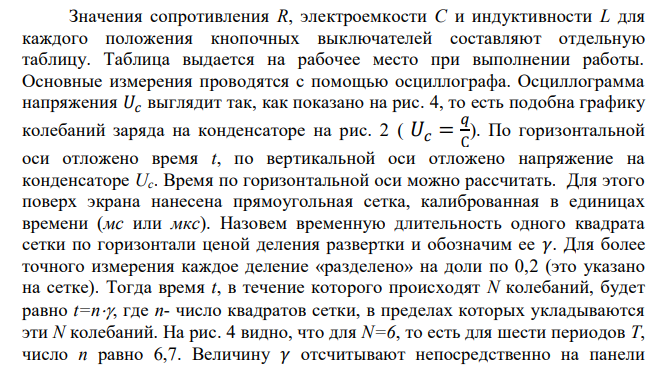 Значения сопротивления R, электроемкости C и индуктивности L для
каждого положения кнопочных выключателей составляют отдельную
таблицу. Таблица выдается на рабочее место при выполнении работы.
Основные измерения проводятся с помощью осциллографа. Осциллограмма
напряжения U_c выглядит так, как показано на рис. 4, то есть подобна графику
колебаний заряда на конденсаторе на рис. 2 ( U_c = q/C). По горизонтальной
оси отложено время t, по вертикальной оси отложено напряжение на
конденсаторе U_c. Время по горизонтальной оси можно рассчитать. Для этого
поверх экрана нанесена прямоугольная сетка, калиброванная в единицах
времени (мс или мкс). Назовем временную длительность одного квадрата
сетки по горизонтали ценой деления развертки и обозначим ее γ. Для более
точного измерения каждое деление «разделено» на доли по 0,2 (это указано
на сетке). Тогда время t, в течение которого происходят N колебаний, будет
равно t=n·γ, где n- число квадратов сетки, в пределах которых укладываются
эти N колебаний. На рис. 4 видно, что для N=6, то есть для шести периодов T,
число n равно 6,7. Величину γ отсчитывают непосредственно на панели